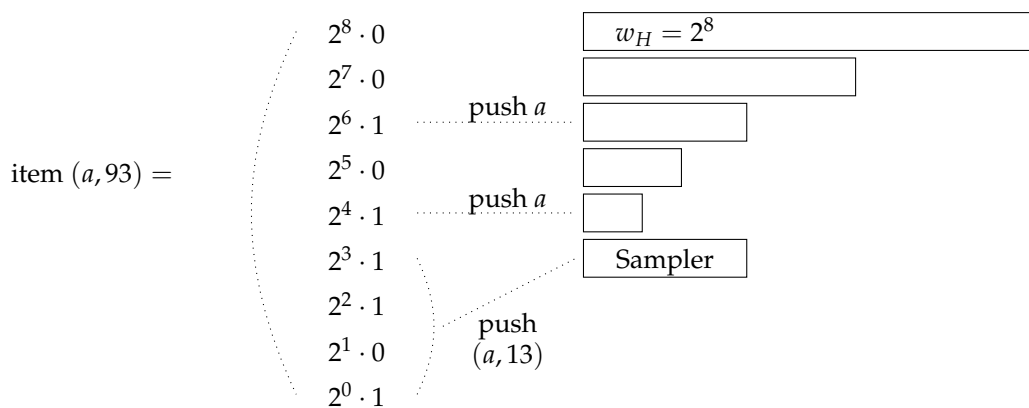 2^8 · 0
w_H = 2^8
2^7 · 0
2^6 · 1
push a
item (a, 93) =
2^5 · 0
2^4 · 1
push a
2^3 · 1
Sampler
2^2 · 1
push
(a, 13)
2^1 · 0
2^0 · 1